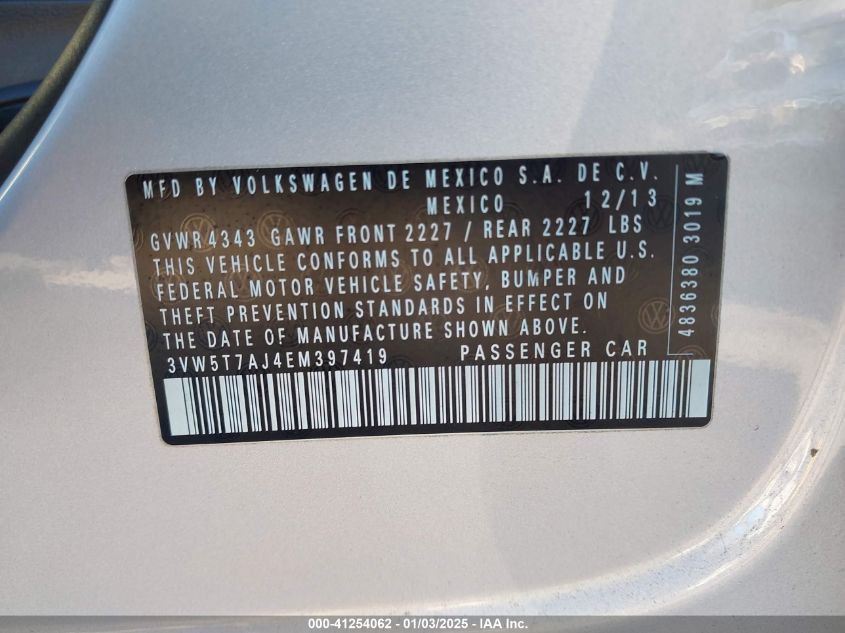 MFD BY VOLKSWAGEN DE MEXICO S.A. DE C.V.
MEXICO 12/13
GVWR 4343 GAWR FRONT 2227 / REAR 2227 LBS
THIS VEHICLE CONFORMS TO ALL APPLICABLE U.S.
FEDERAL MOTOR VEHICLE SAFETY, BUMPER AND
THEFT PREVENTION STANDARDS IN EFFECT ON
THE DATE OF MANUFACTURE SHOWN ABOVE.
3VW5T7AJ4EM397419 PASSENGER CAR
4836380 3019 M
000-41254062 - 01/03/2025 - IAA Inc.